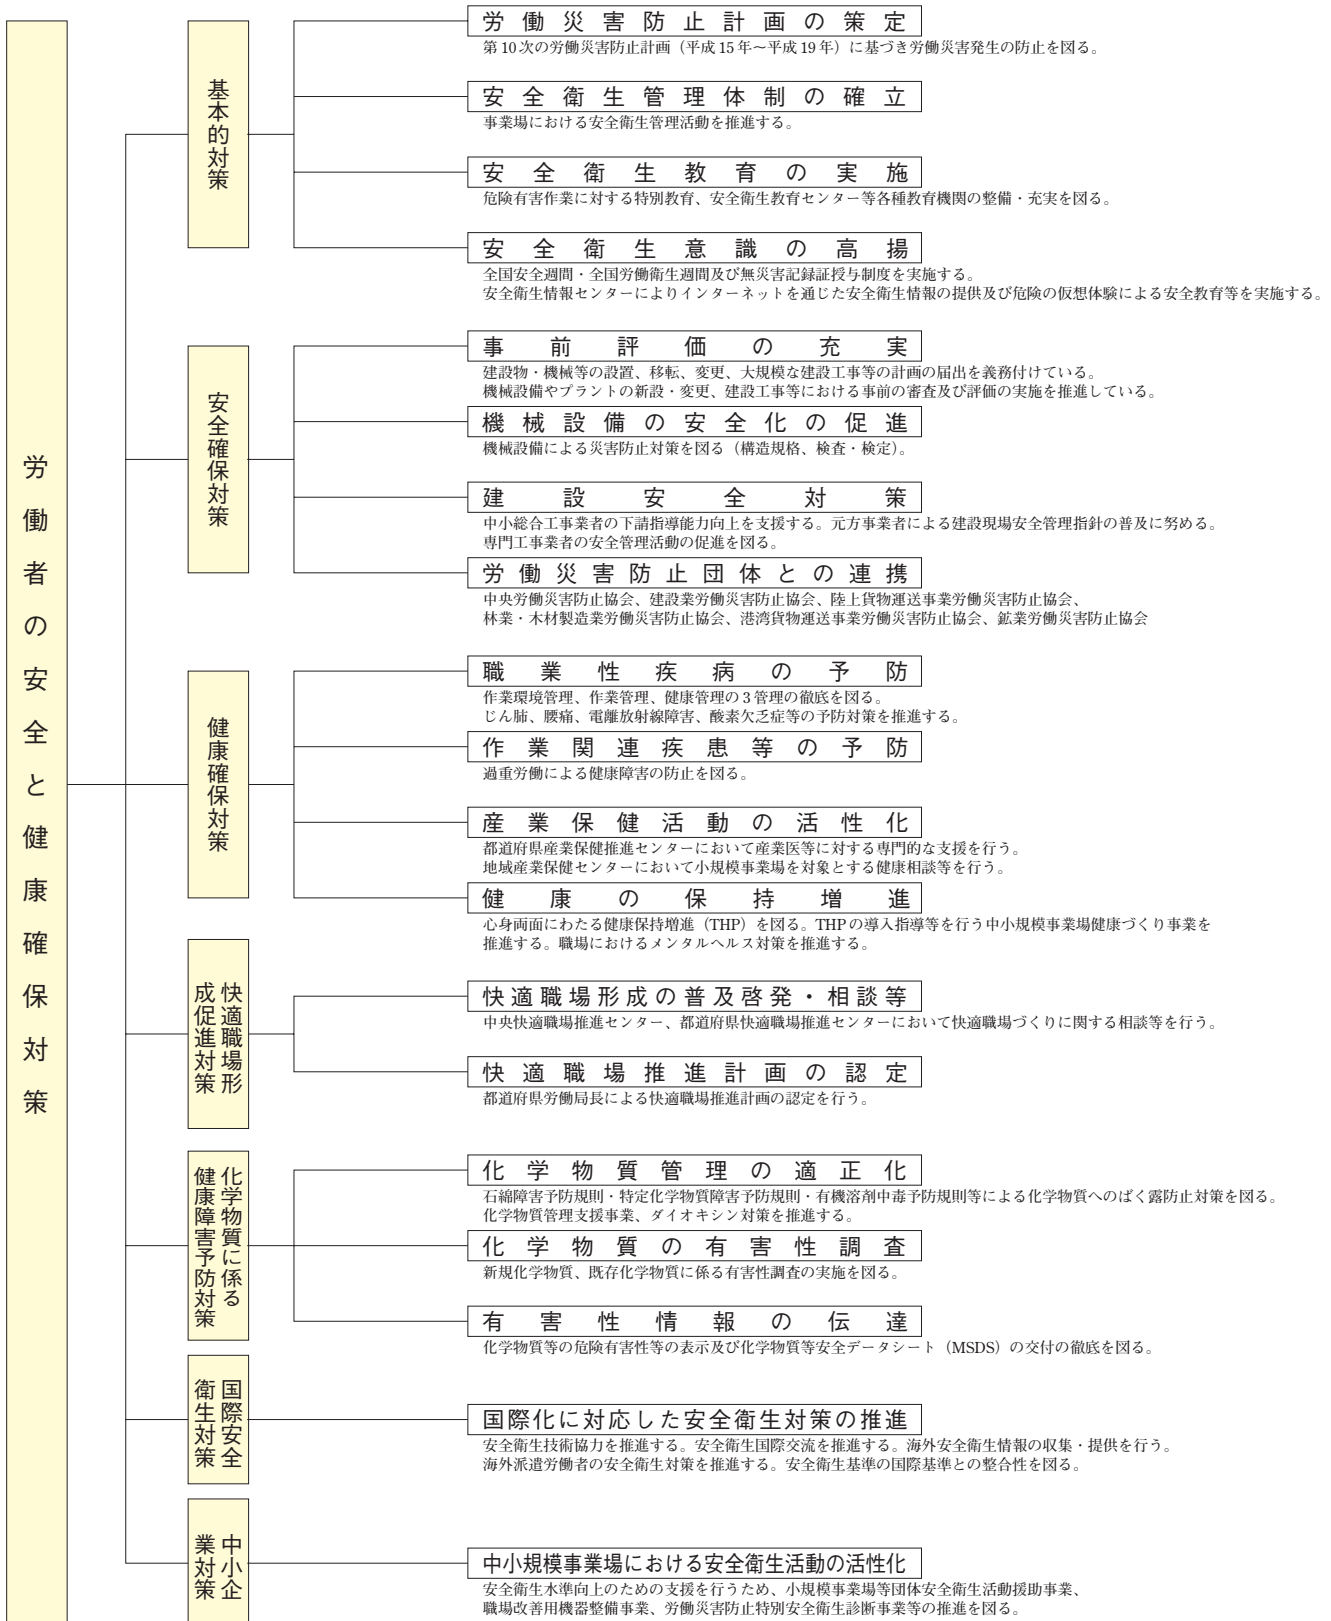 労働者の安全と健康確保対策
基本的対策
労働災害防止計画の策定
第10次の労働災害防止計画（平成15年～平成19年）に基づき労働災害発生の防止を図る。
安全衛生管理体制の確立
事業場における安全衛生管理活動を推進する。
安全衛生教育の実施
危険有害作業に対する特別教育、安全衛生教育センター等各種教育機関の整備・充実を図る。
安全衛生意識の高揚
全国安全週間・全国労働衛生週間及び無災害記録証授与制度を実施する。
安全衛生情報センターによりインターネットを通じた安全衛生情報の提供及び危険の仮想体験による安全教育等を実施する。
安全確保対策
事前評価の充実
建設物・機械等の設置、移転、変更、大規模な建設工事等の計画の届出を義務付けている。
機械設備やプラントの新設・変更、建設工事等における事前の審査及び評価の実施を推進している。
機械設備の安全化の促進
機械設備による災害防止対策を図る（構造規格、検査・検定）。
建設安全対策
中小総合工事業者の下請指導能力向上を支援する。元方事業者による建設現場安全管理指針の普及に努める。
専門工事業者の安全管理活動の促進を図る。
労働災害防止団体との連携
中央労働災害防止協会、建設業労働災害防止協会、陸上貨物運送事業労働災害防止協会、
林業・木材製造業労働災害防止協会、港湾貨物運送事業労働災害防止協会、鉱業労働災害防止協会
健康確保対策
職業性疾病の予防
作業環境管理、作業管理、健康管理の3管理の徹底を図る。
じん肺、腰痛、電離放射線障害、酸素欠乏症等の予防対策を推進する。
作業関連疾患等の予防
過重労働による健康障害の防止を図る。
産業保健活動の活性化
都道府県産業保健推進センターにおいて産業医等に対する専門的な支援を行う。
地域産業保健センターにおいて小規模事業場を対象とする健康相談等を行う。
健康の保持増進
心身両面にわたる健康保持増進（THP）を図る。THPの導入指導等を行う中小規模事業場健康づくり事業を
推進する。職場におけるメンタルヘルス対策を推進する。
快適職場形
成促進対策
快適職場形成の普及啓発・相談等
中央快適職場推進センター、都道府県快適職場推進センターにおいて快適職場づくりに関する相談等を行う。
快適職場推進計画の認定
都道府県労働局長による快適職場推進計画の認定を行う。
化学物質に係る
健康障害予防対策
化学物質管理の適正化
石綿障害予防規則・特定化学物質障害予防規則・有機溶剤中毒予防規則等による化学物質へのばく露防止対策を図る。
化学物質管理支援事業、ダイオキシン対策を推進する。
化学物質の有害性調査
新規化学物質、既存化学物質に係る有害性調査の実施を図る。
有害性情報の伝達
化学物質等の危険有害性等の表示及び化学物質等安全データシート（MSDS）の交付の徹底を図る。
国際安全
衛生対策
国際化に対応した安全衛生対策の推進
安全衛生技術協力を推進する。安全衛生国際交流を推進する。海外安全衛生情報の収集・提供を行う。
海外派遣労働者の安全衛生対策を推進する。安全衛生基準の国際基準との整合性を図る。
中小企
業対策
中小規模事業場における安全衛生活動の活性化
安全衛生水準向上のための支援を行うため、小規模事業場等団体安全衛生活動援助事業、
職場改善用機器整備事業、労働災害防止特別安全衛生診断事業等の推進を図る。